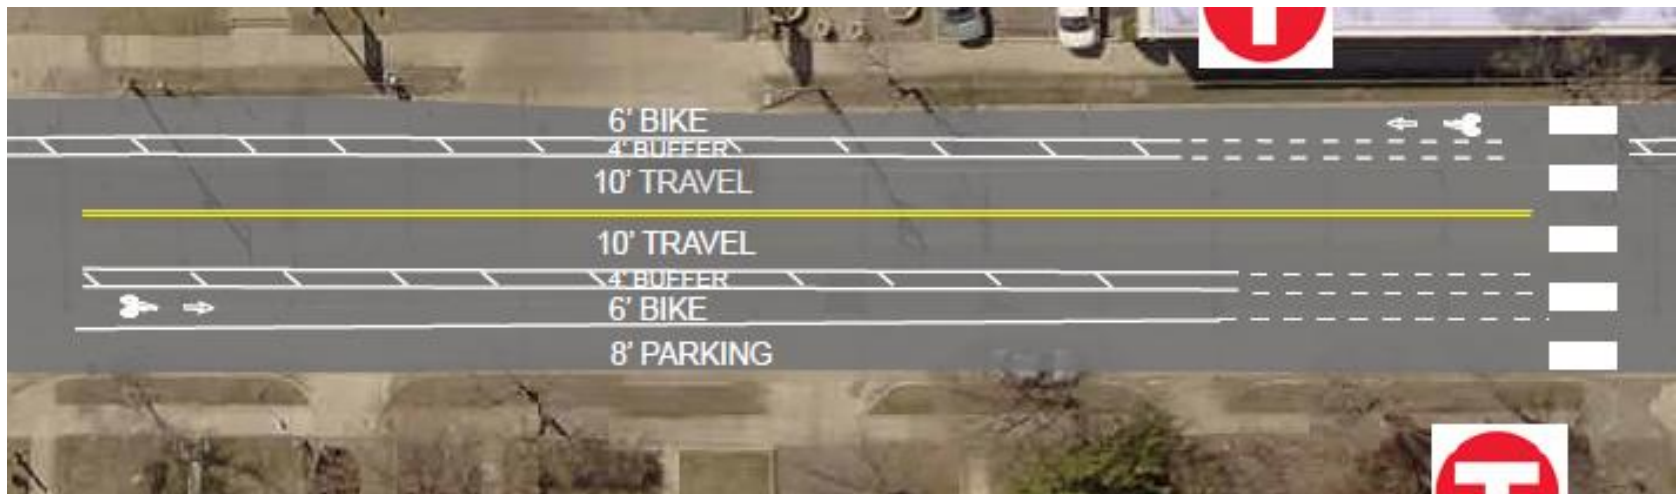 T
6' BIKE
4' BUFFER
10' TRAVEL
10' TRAVEL
4' BUFFER
6' BIKE
8' PARKING
T